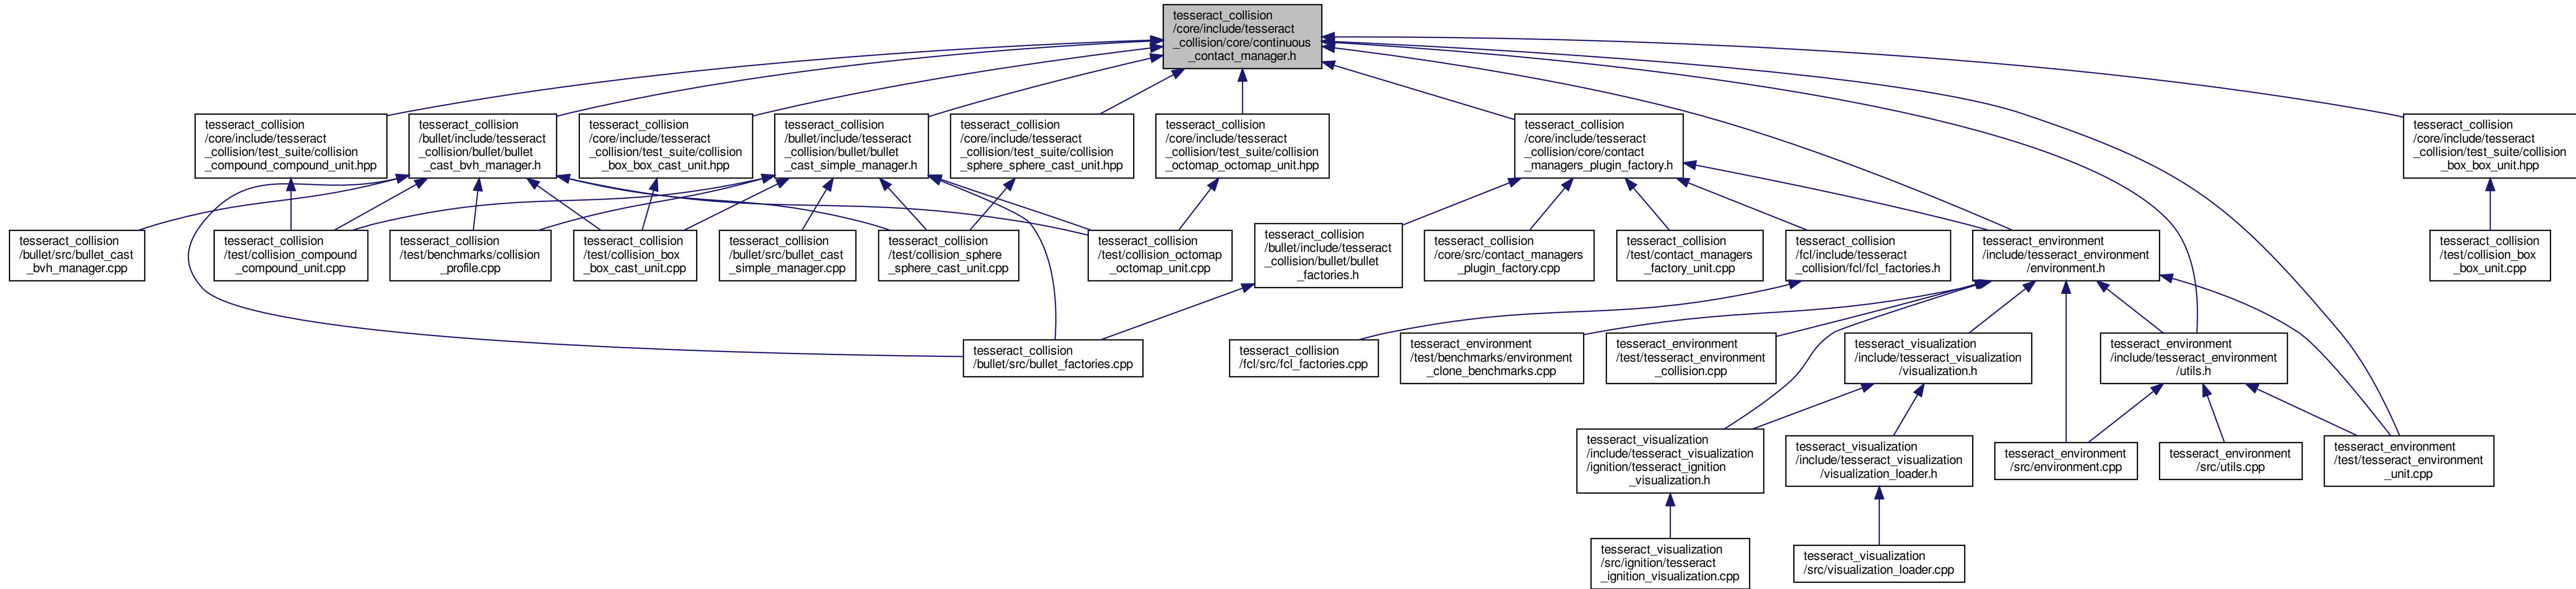 tesseract_collision
/core/include/tesseract
_collision/core/continuous
_contact_manager.h
tesseract_collision
/core/include/tesseract
_collision/test_suite/collision
_compound_compound_unit.hpp
tesseract_collision
/bullet/include/tesseract
_collision/bullet/bullet
_cast_bvh_manager.h
tesseract_collision
/core/include/tesseract
_collision/test_suite/collision
_box_box_cast_unit.hpp
tesseract_collision
/bullet/include/tesseract
_collision/bullet/bullet
_cast_simple_manager.h
tesseract_collision
/core/include/tesseract
_collision/test_suite/collision
_sphere_sphere_cast_unit.hpp
tesseract_collision
/core/include/tesseract
_collision/test_suite/collision
_octomap_octomap_unit.hpp
tesseract_collision
/core/include/tesseract
_collision/core/contact
_managers_plugin_factory.h
tesseract_collision
/core/include/tesseract
_collision/test_suite/collision
_box_box_unit.hpp
tesseract_collision
/bullet/src/bullet_cast
_bvh_manager.cpp
tesseract_collision
/test/collision_compound
_compound_unit.cpp
tesseract_collision
/test/benchmarks/collision
_profile.cpp
tesseract_collision
/test/collision_box
_box_cast_unit.cpp
tesseract_collision
/bullet/src/bullet_cast
_simple_manager.cpp
tesseract_collision
/test/collision_sphere
_sphere_cast_unit.cpp
tesseract_collision
/test/collision_octomap
_octomap_unit.cpp
tesseract_collision
/bullet/include/tesseract
_collision/bullet/bullet
_factories.h
tesseract_collision
/core/src/contact_managers
_plugin_factory.cpp
tesseract_collision
/test/contact_managers
_factory_unit.cpp
tesseract_collision
/fcl/include/tesseract
_collision/fcl/fcl_factories.h
tesseract_environment
/include/tesseract_environment
/environment.h
tesseract_collision
/test/collision_box
_box_unit.cpp
tesseract_collision
/bullet/src/bullet_factories.cpp
tesseract_collision
/fcl/src/fcl_factories.cpp
tesseract_environment
/test/benchmarks/environment
_clone_benchmarks.cpp
tesseract_environment
/test/tesseract_environment
_collision.cpp
tesseract_visualization
/include/tesseract_visualization
/visualization.h
tesseract_environment
/include/tesseract_environment
/utils.h
tesseract_visualization
/include/tesseract_visualization
/ignition/tesseract_ignition
_visualization.h
tesseract_visualization
/include/tesseract_visualization
/visualization_loader.h
tesseract_environment
/src/environment.cpp
tesseract_environment
/src/utils.cpp
tesseract_environment
/test/tesseract_environment
_unit.cpp
tesseract_visualization
/src/ignition/tesseract
_ignition_visualization.cpp
tesseract_visualization
/src/visualization_loader.cpp